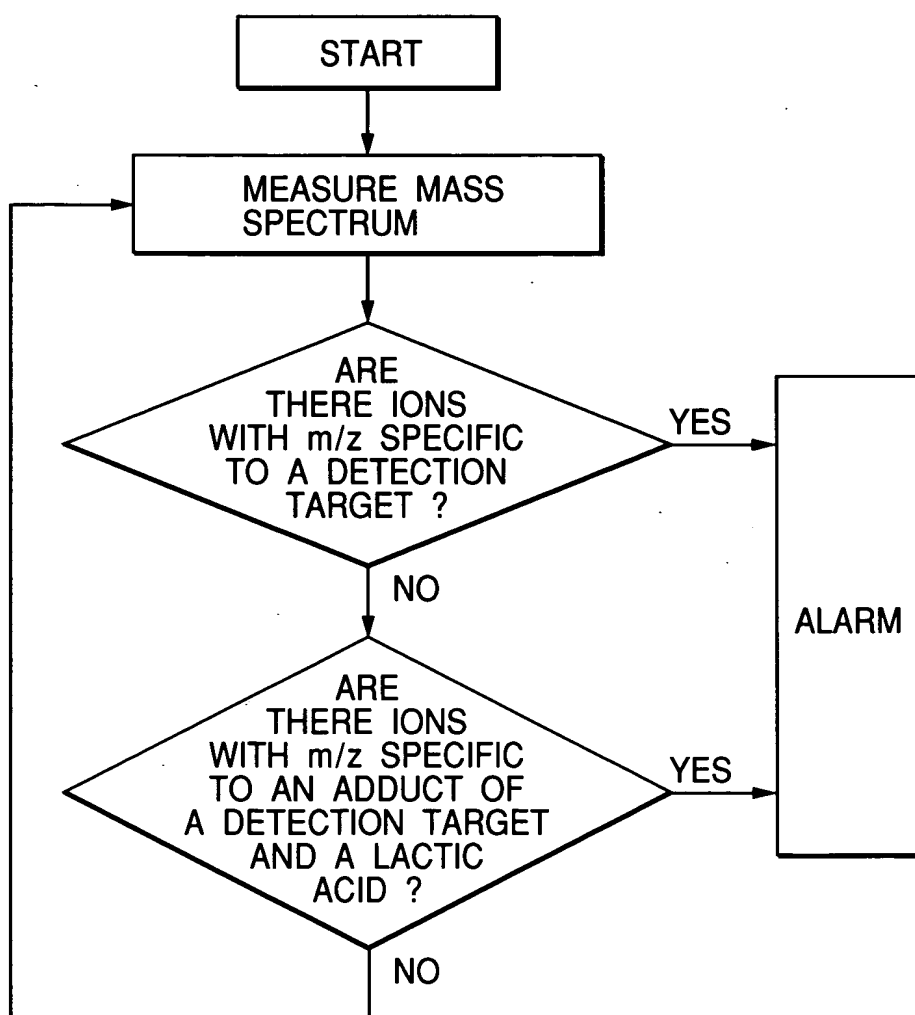 START
MEASURE MASS
SPECTRUM
ARE
THERE IONS
WITH m/z SPECIFIC
TO A DETECTION
TARGET ?
YES
NO
ALARM
ARE
THERE IONS
WITH m/z SPECIFIC
TO AN ADDUCT OF
A DETECTION TARGET
AND A LACTIC
ACID ?
YES
NO